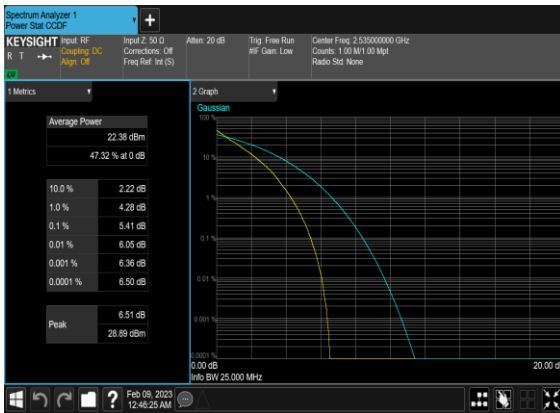 Spectrum Analyzer 1
Power Stat CCDF
KEYSIGHT
R T
Input: RF
Coupling: DC
Align: Off
Input Z: 50 Ω
Corrections: Off
Freq Ref: Int (S)
Atten: 20 dB
Trig: Free Run
#IF Gain: Low
Center Freq: 2.535000000 GHz
Counts: 1.00 M/1.00 Mpt
Radio Std: None
1 Metrics
Average Power
22.38 dBm
47.32 % at 0 dB
10.0 % 2.22 dB
1.0 % 4.28 dB
0.1 % 5.41 dB
0.01 % 6.05 dB
0.001 % 6.36 dB
0.0001 % 6.50 dB
Peak
6.51 dB
28.89 dBm
2 Graph
Gaussian
100 %
10 %
1 %
0.1 %
0.01 %
0.001 %
0.0001 %
0.00 dB
20.00 d
Info BW 25.000 MHz
Feb 09, 2023
12:46:25 AM